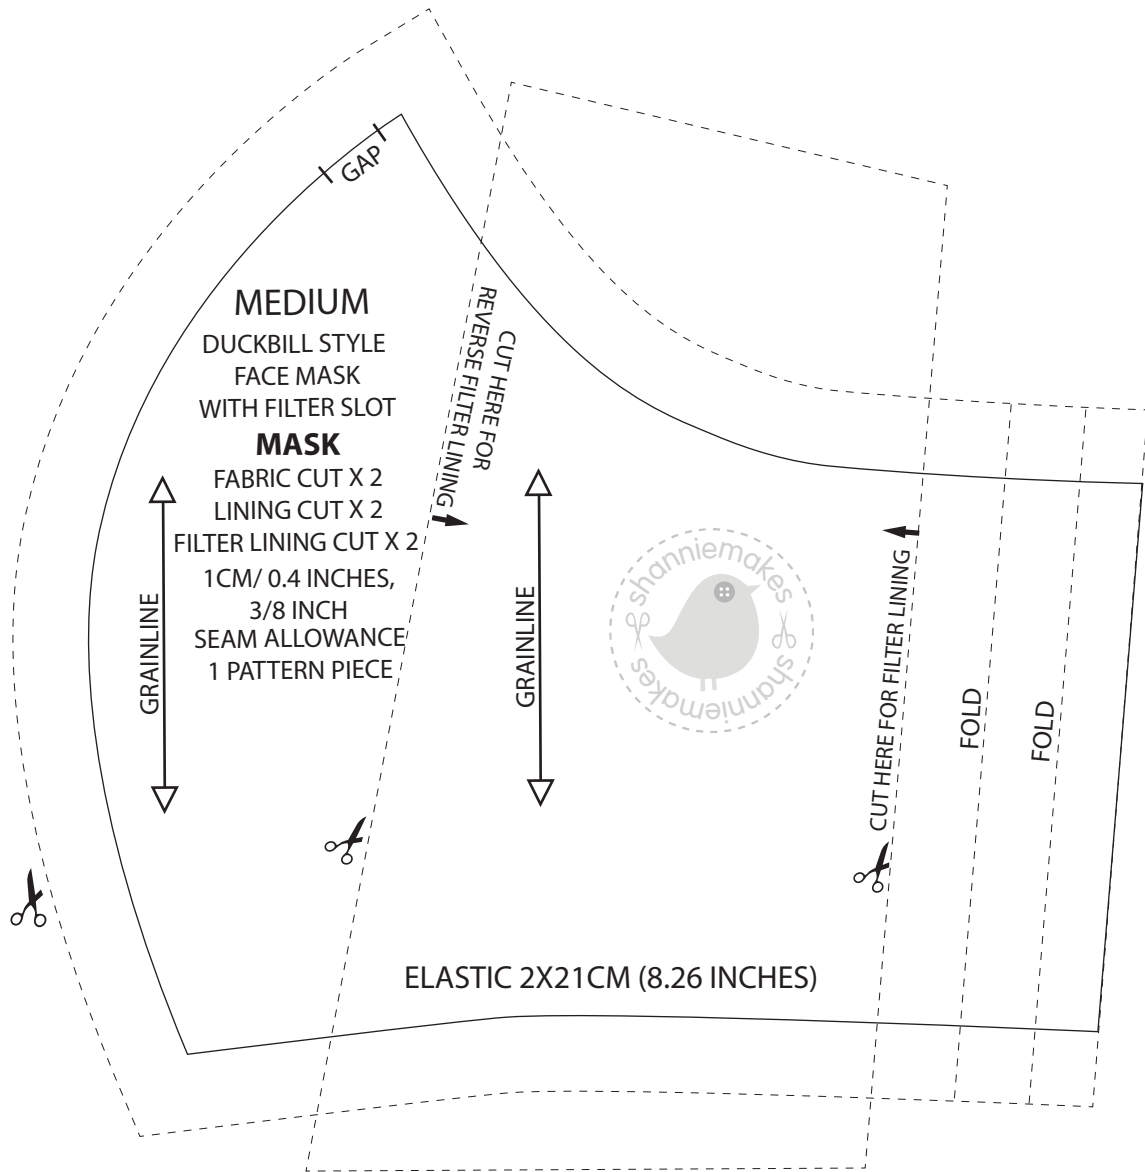 GAP
MEDIUM
DUCKBILL STYLE
FACE MASK
WITH FILTER SLOT
MASK
FABRIC CUT X 2
LINING CUT X 2
FILTER LINING CUT X 2
1CM/ 0.4 INCHES,
3/8 INCH
SEAM ALLOWANCE
1 PATTERN PIECE
GRAINLINE
CUT HERE FOR
REVERSE FILTER LINING
GRAINLINE
shanniemakes
shanniemakes
CUT HERE FOR FILTER LINING
FOLD
FOLD
ELASTIC 2X21CM (8.26 INCHES)